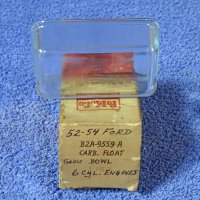 52-54 FORD
B2A-9559-A
CARB. FLOAT
GLASS BOWL
6 CYL. ENGINES